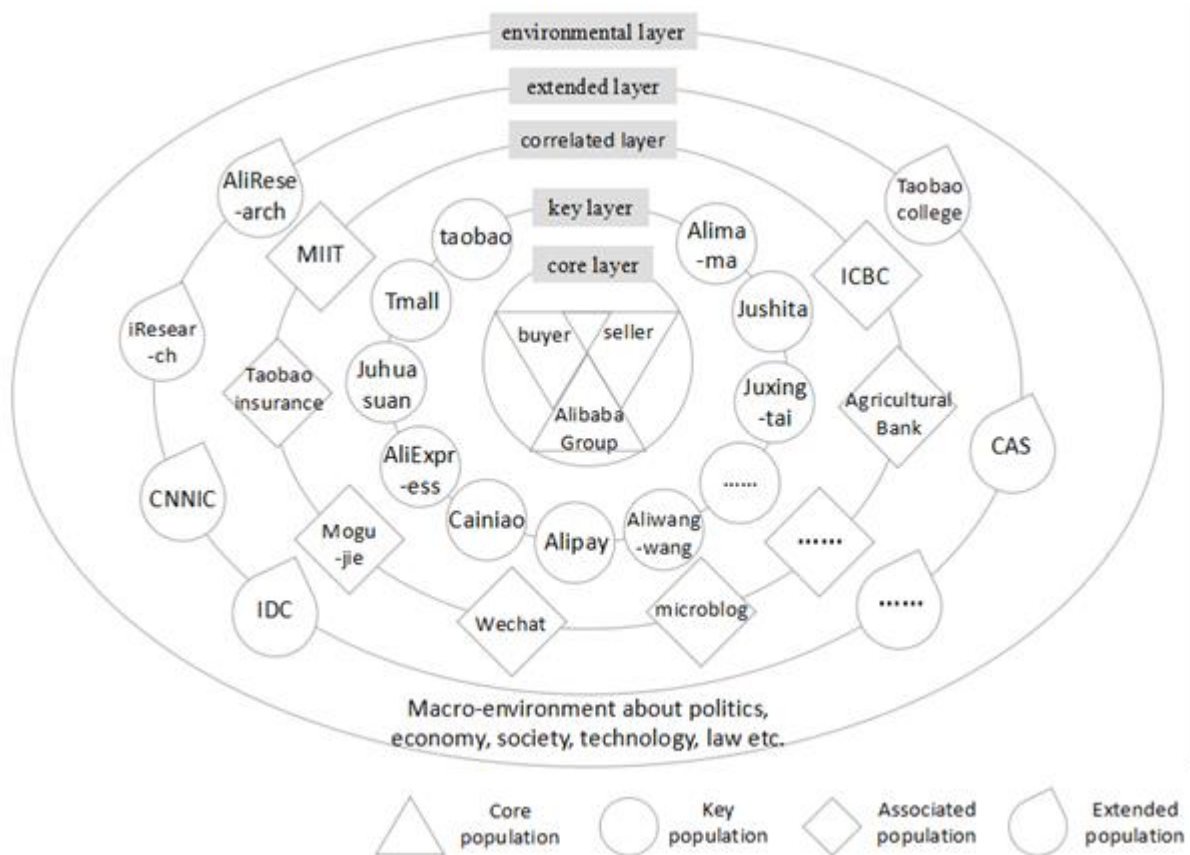 environmental layer
extended layer
correlated layer
key layer
core layer
AliRese
-arch
Taobao
college
MIIT
taobao
Alima
-ma
ICBC
Tmall
Jushita
iResear
-ch
buyer
seller
Taobao
insurance
Juhua
suan
Juxing
-tai
Agricultural
Bank
Alibaba
Group
AliExpr
-ess
CAS
CNNIC
......
Cainiao
Alipay
Aliwang
-wang
Mogu
-jie
......
IDC
Wechat
microblog
......
Macro-environment about politics,
economy, society, technology, law etc.
Core
population
Key
population
Associated
population
Extended
population